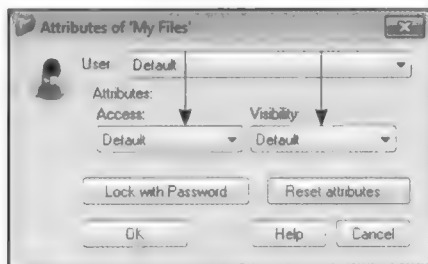 Attributes of 'My Files'
User Default
Attributes:
Access: Visibility
Default Default
Lock with Password Reset attributes
OK Help Cancel